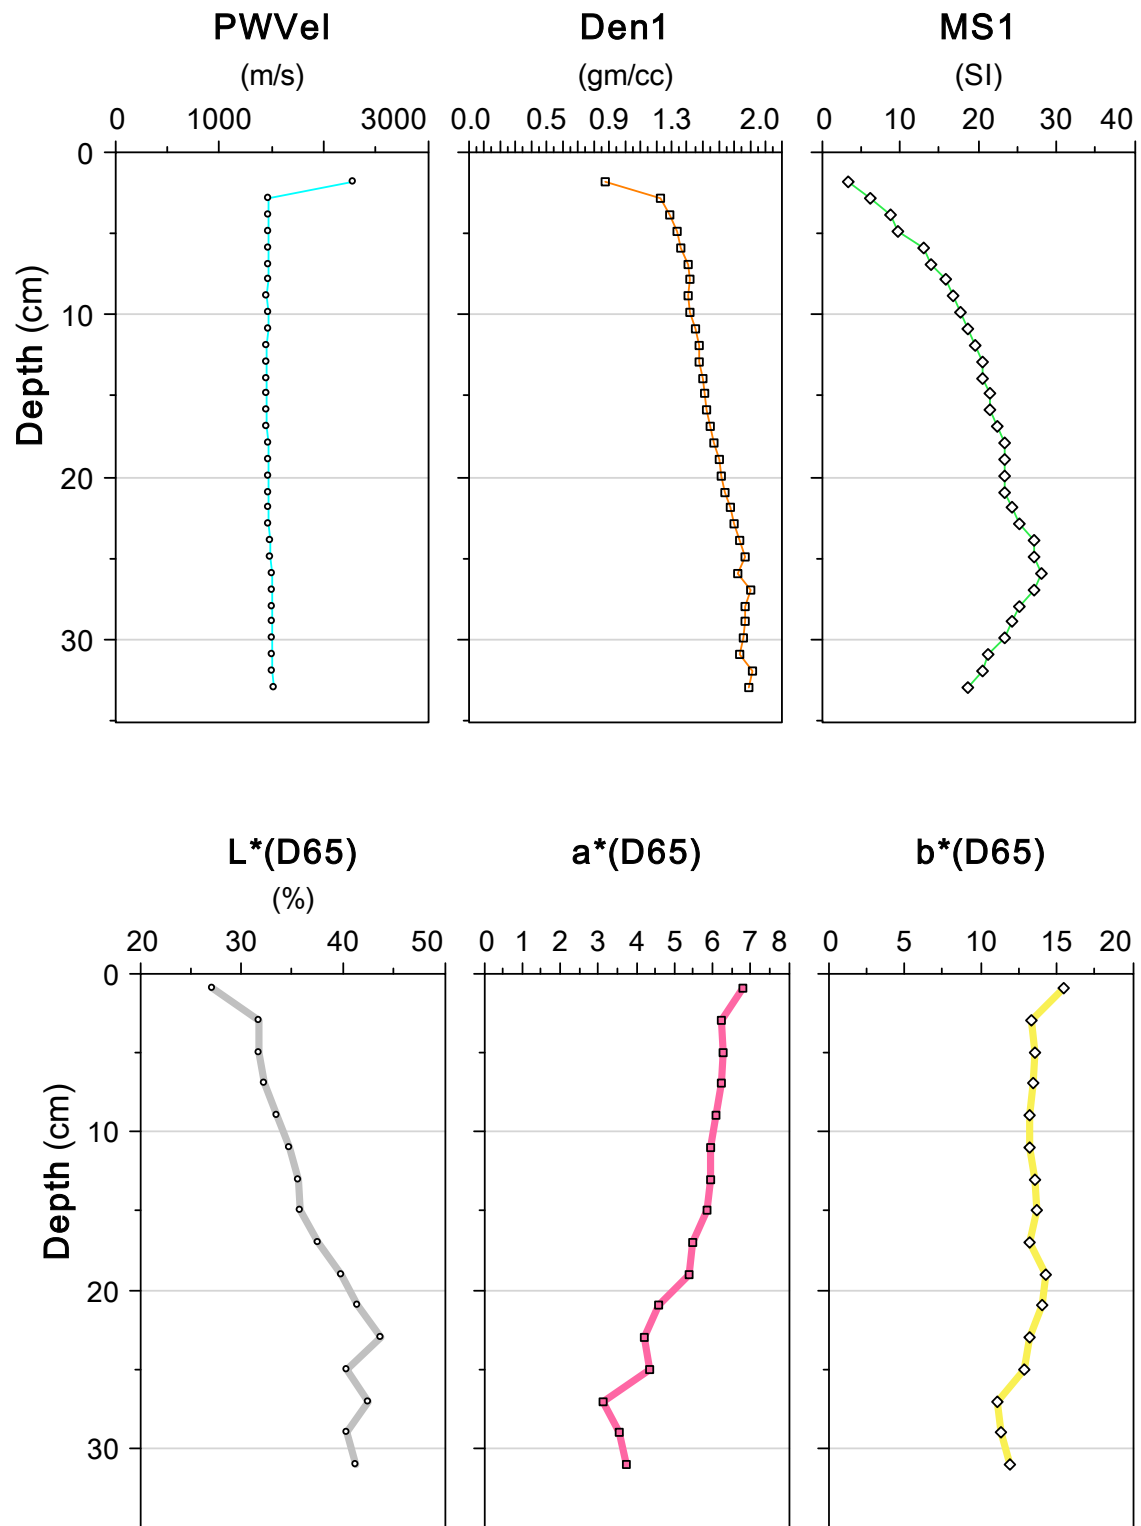 PWVel Den1 MS1
(m/s) (gm/cc) (SI)
0 1000 3000 0.0 0.5 0.9 1.3 2.0 0 10 20 30 40
0
10
Depth (cm)
20
30
L*(D65) a*(D65) b*(D65)
(%)
20 30 40 50 0 1 2 3 4 5 6 7 8 0 5 10 15 20
0
10
Depth (cm)
20
30